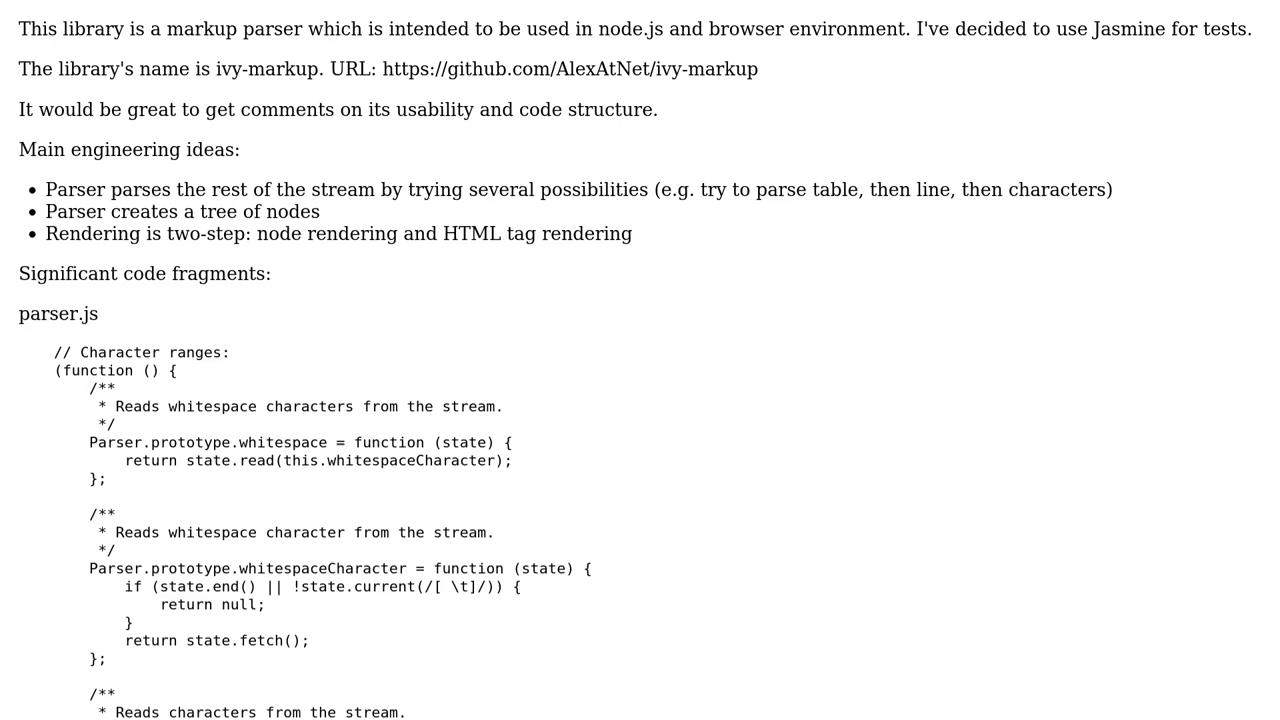 This library is a markup parser which is intended to be used in node.js and browser environment. I've decided to use Jasmine for tests.
The library's name is ivy-markup. URL: https://github.com/AlexAtNet/ivy-markup
It would be great to get comments on its usability and code structure.
Main engineering ideas:
• Parser parses the rest of the stream by trying several possibilities (e.g. try to parse table, then line, then characters)
• Parser creates a tree of nodes
• Rendering is two-step: node rendering and HTML tag rendering
Significant code fragments:
parser.js
    // Character ranges:
    (function () {
        /**
         * Reads whitespace characters from the stream.
         */
        Parser.prototype.whitespace = function (state) {
            return state.read(this.whitespaceCharacter);
        };

        /**
         * Reads whitespace character from the stream.
         */
        Parser.prototype.whitespaceCharacter = function (state) {
            if (state.end() || !state.current(/[ \t]/)) {
                return null;
            }
            return state.fetch();
        };

        /**
         * Reads characters from the stream.